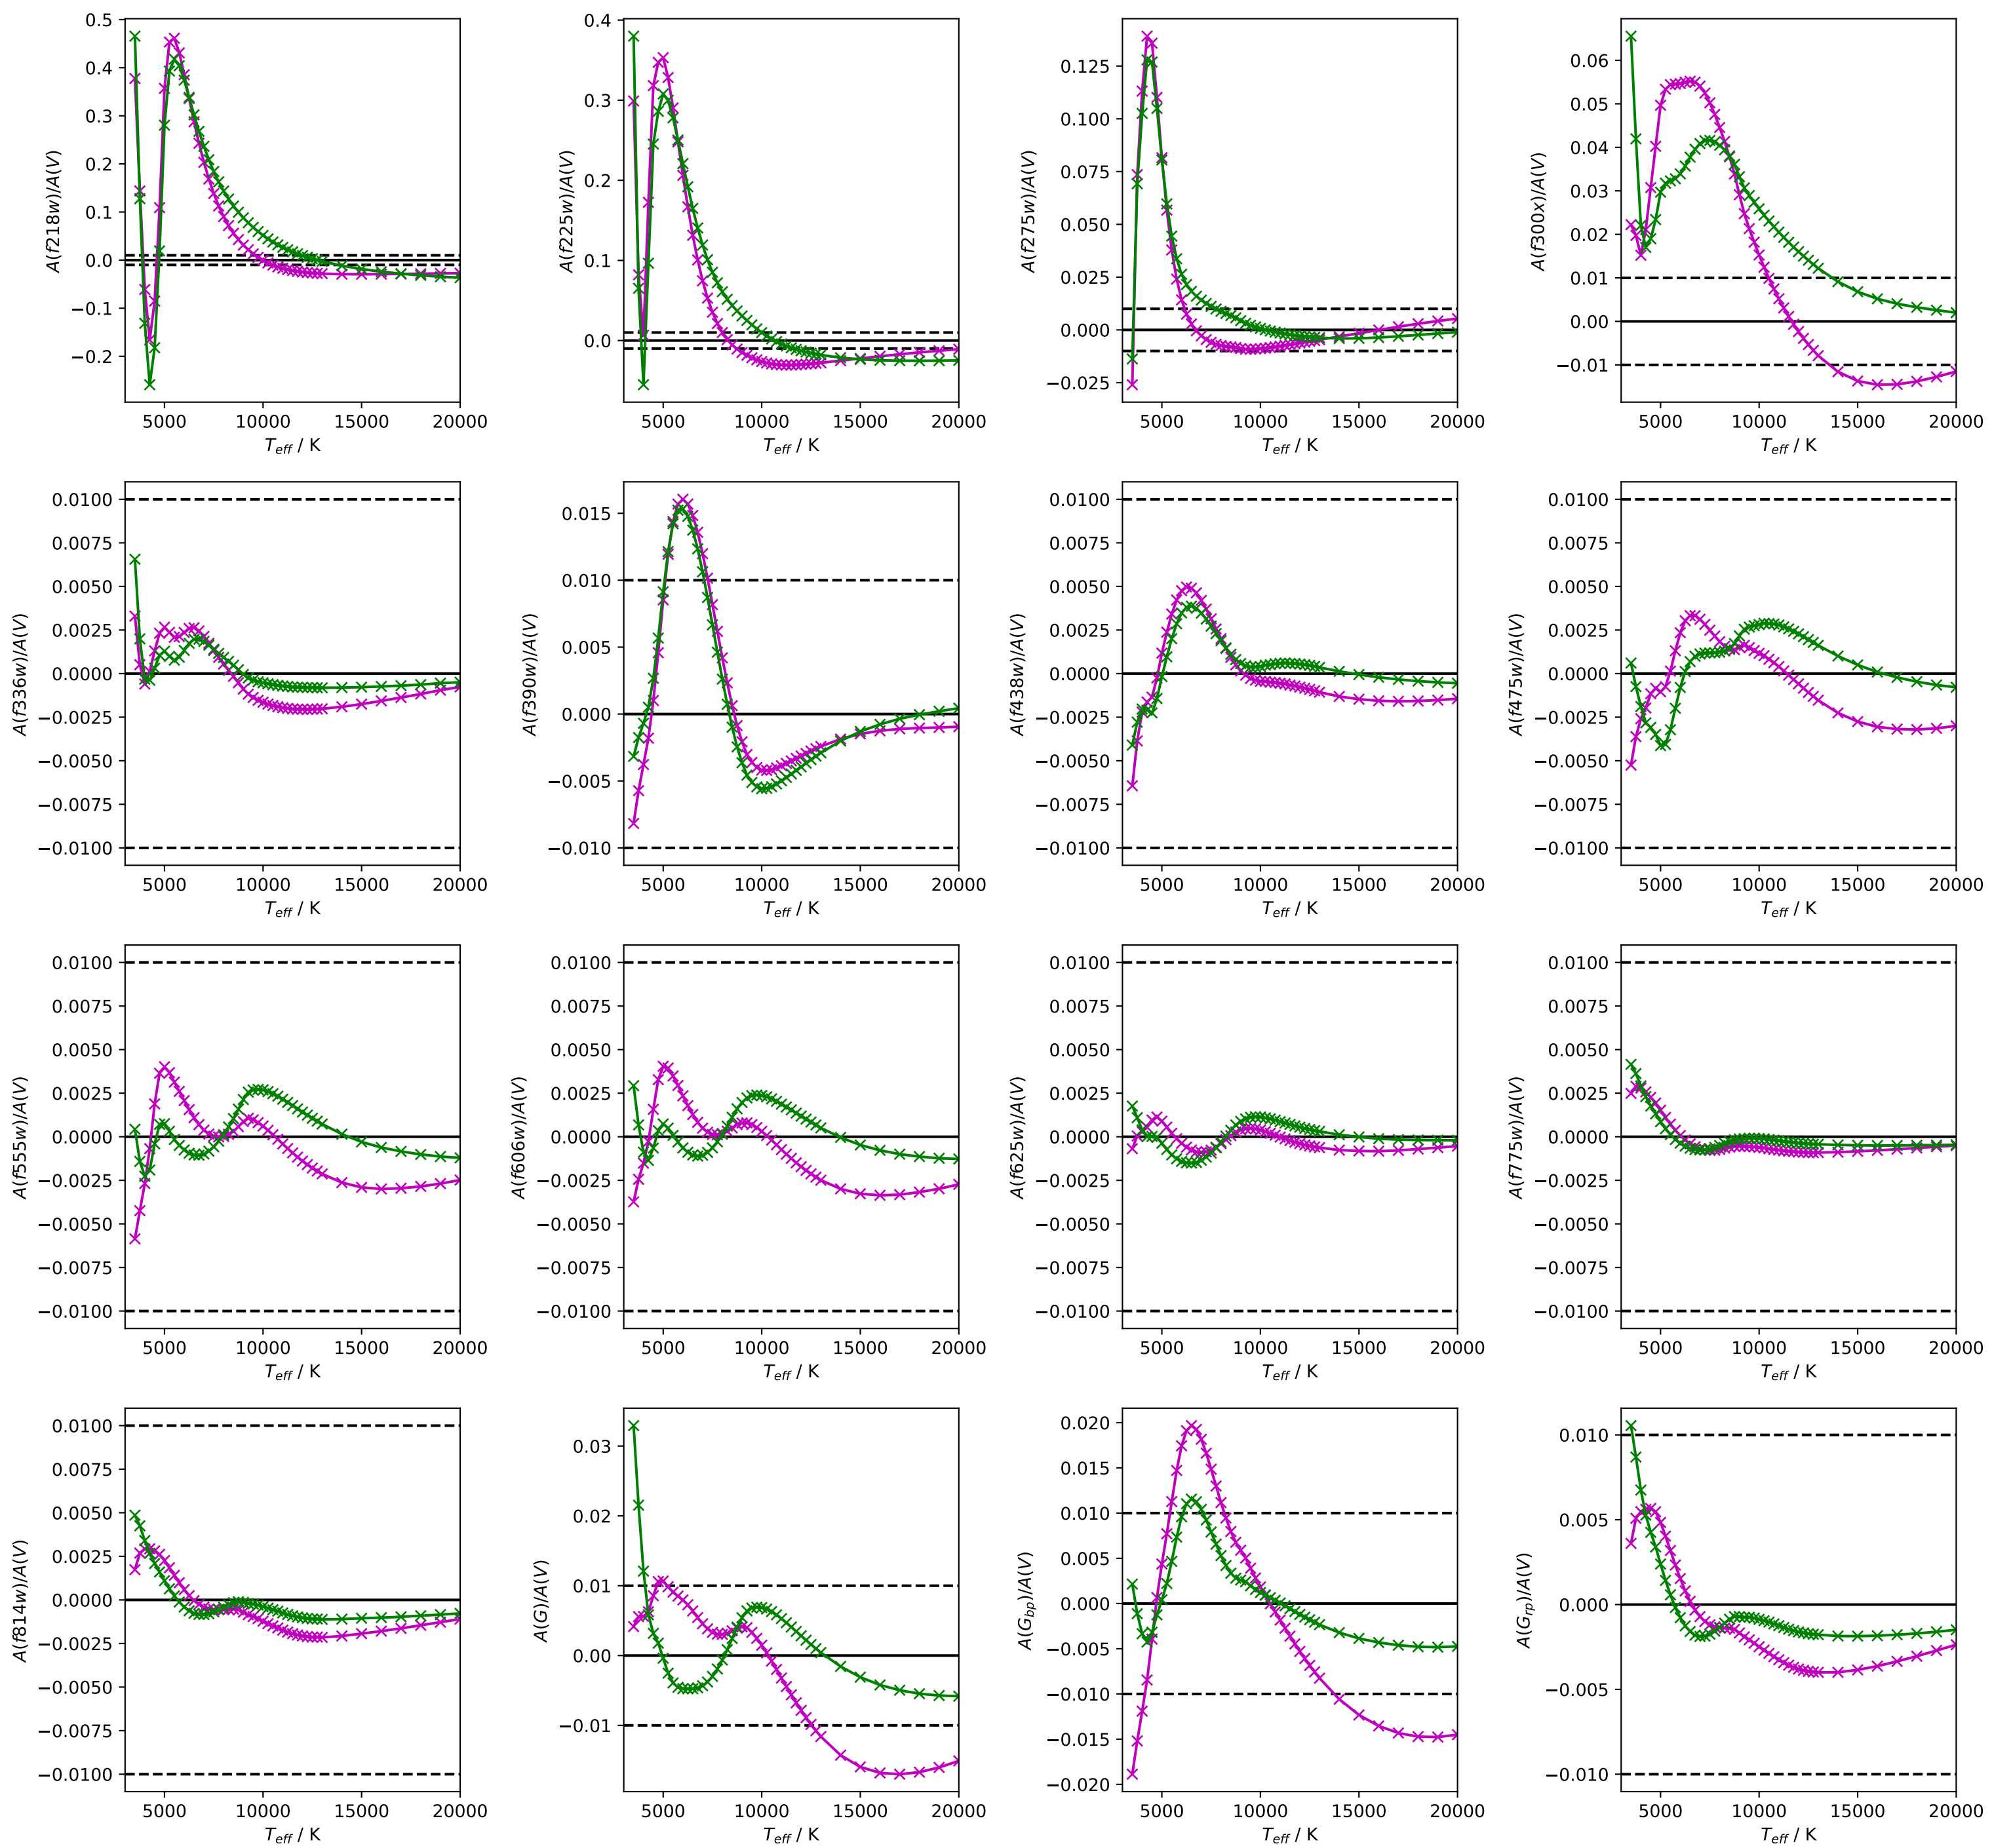 0.5
0.4
0.3
0.2
0.1
0.0
−0.1
−0.2
A(f218w)/A(V)
5000 10000 15000 20000
T_eff / K
0.4
0.3
0.2
0.1
0.0
A(f225w)/A(V)
5000 10000 15000 20000
T_eff / K
0.125
0.100
0.075
0.050
0.025
0.000
−0.025
A(f275w)/A(V)
5000 10000 15000 20000
T_eff / K
0.06
0.05
0.04
0.03
0.02
0.01
0.00
−0.01
A(f300x)/A(V)
5000 10000 15000 20000
T_eff / K
0.0100
0.0075
0.0050
0.0025
0.0000
−0.0025
−0.0050
−0.0075
−0.0100
A(f336w)/A(V)
5000 10000 15000 20000
T_eff / K
0.015
0.010
0.005
0.000
−0.005
−0.010
A(f390w)/A(V)
5000 10000 15000 20000
T_eff / K
0.0100
0.0075
0.0050
0.0025
0.0000
−0.0025
−0.0050
−0.0075
−0.0100
A(f438w)/A(V)
5000 10000 15000 20000
T_eff / K
0.0100
0.0075
0.0050
0.0025
0.0000
−0.0025
−0.0050
−0.0075
−0.0100
A(f475w)/A(V)
5000 10000 15000 20000
T_eff / K
0.0100
0.0075
0.0050
0.0025
0.0000
−0.0025
−0.0050
−0.0075
−0.0100
A(f555w)/A(V)
5000 10000 15000 20000
T_eff / K
0.0100
0.0075
0.0050
0.0025
0.0000
−0.0025
−0.0050
−0.0075
−0.0100
A(f606w)/A(V)
5000 10000 15000 20000
T_eff / K
0.0100
0.0075
0.0050
0.0025
0.0000
−0.0025
−0.0050
−0.0075
−0.0100
A(f625w)/A(V)
5000 10000 15000 20000
T_eff / K
0.0100
0.0075
0.0050
0.0025
0.0000
−0.0025
−0.0050
−0.0075
−0.0100
A(f775w)/A(V)
5000 10000 15000 20000
T_eff / K
0.0100
0.0075
0.0050
0.0025
0.0000
−0.0025
−0.0050
−0.0075
−0.0100
A(f814w)/A(V)
5000 10000 15000 20000
T_eff / K
0.03
0.02
0.01
0.00
−0.01
A(G)/A(V)
5000 10000 15000 20000
T_eff / K
0.020
0.015
0.010
0.005
0.000
−0.005
−0.010
−0.015
−0.020
A(G_bp)/A(V)
5000 10000 15000 20000
T_eff / K
0.010
0.005
0.000
−0.005
−0.010
A(G_rp)/A(V)
5000 10000 15000 20000
T_eff / K